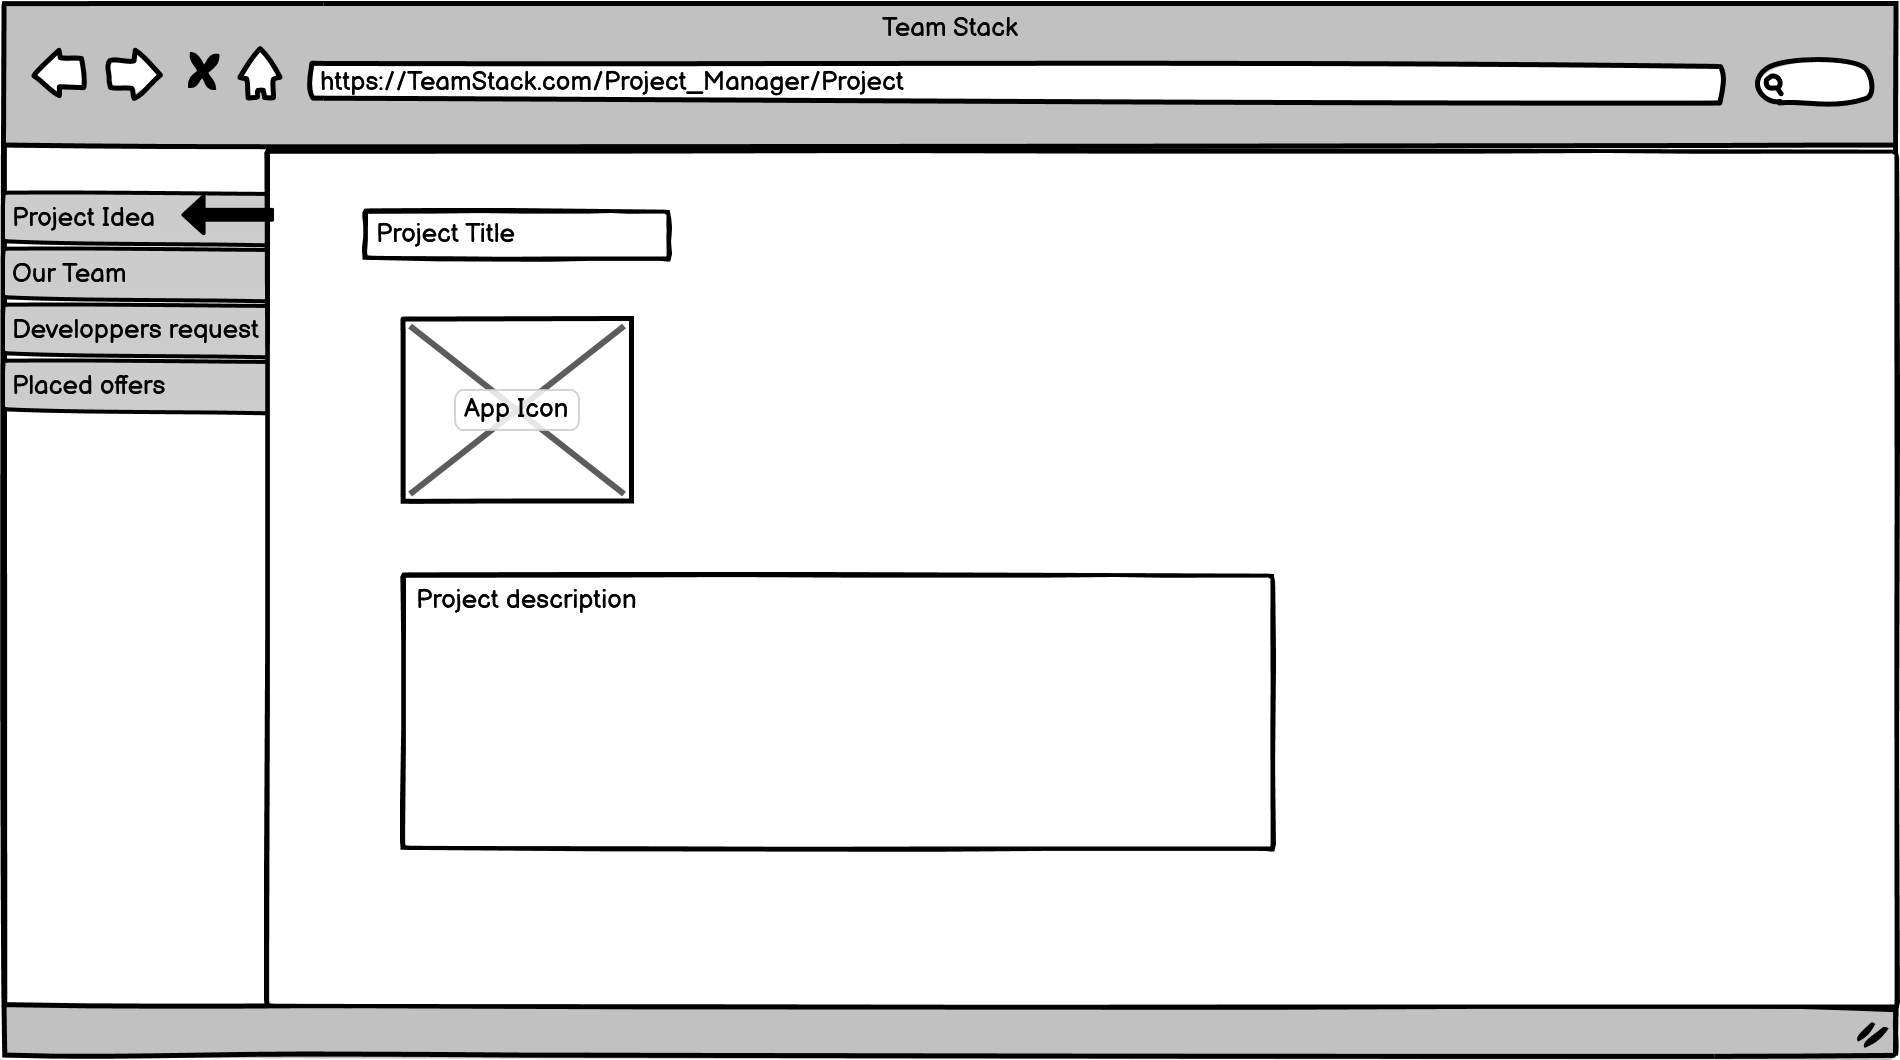 Team Stack
https://TeamStack.com/Project_Manager/Project
Project Idea
Our Team
Developpers request
Placed offers
Project Title
App Icon
Project description